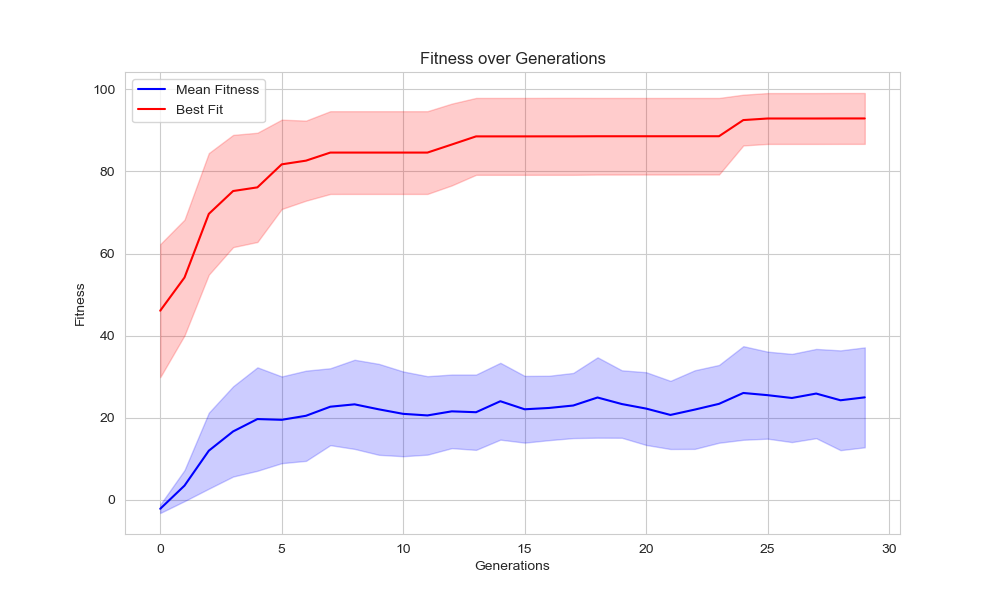 Fitness over Generations
Mean Fitness
Best Fit
100
80
60
40
20
0
Fitness
0 5 10 15 20 25 30
Generations